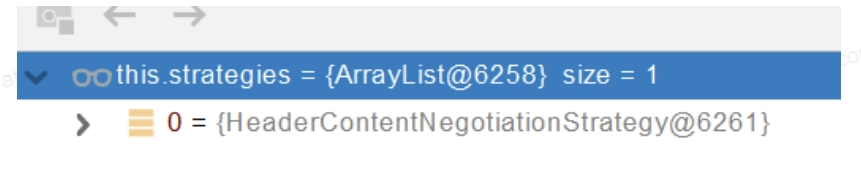 this.strategies = {ArrayList@6258} size = 1
0 = {HeaderContentNegotiationStrategy@6261}